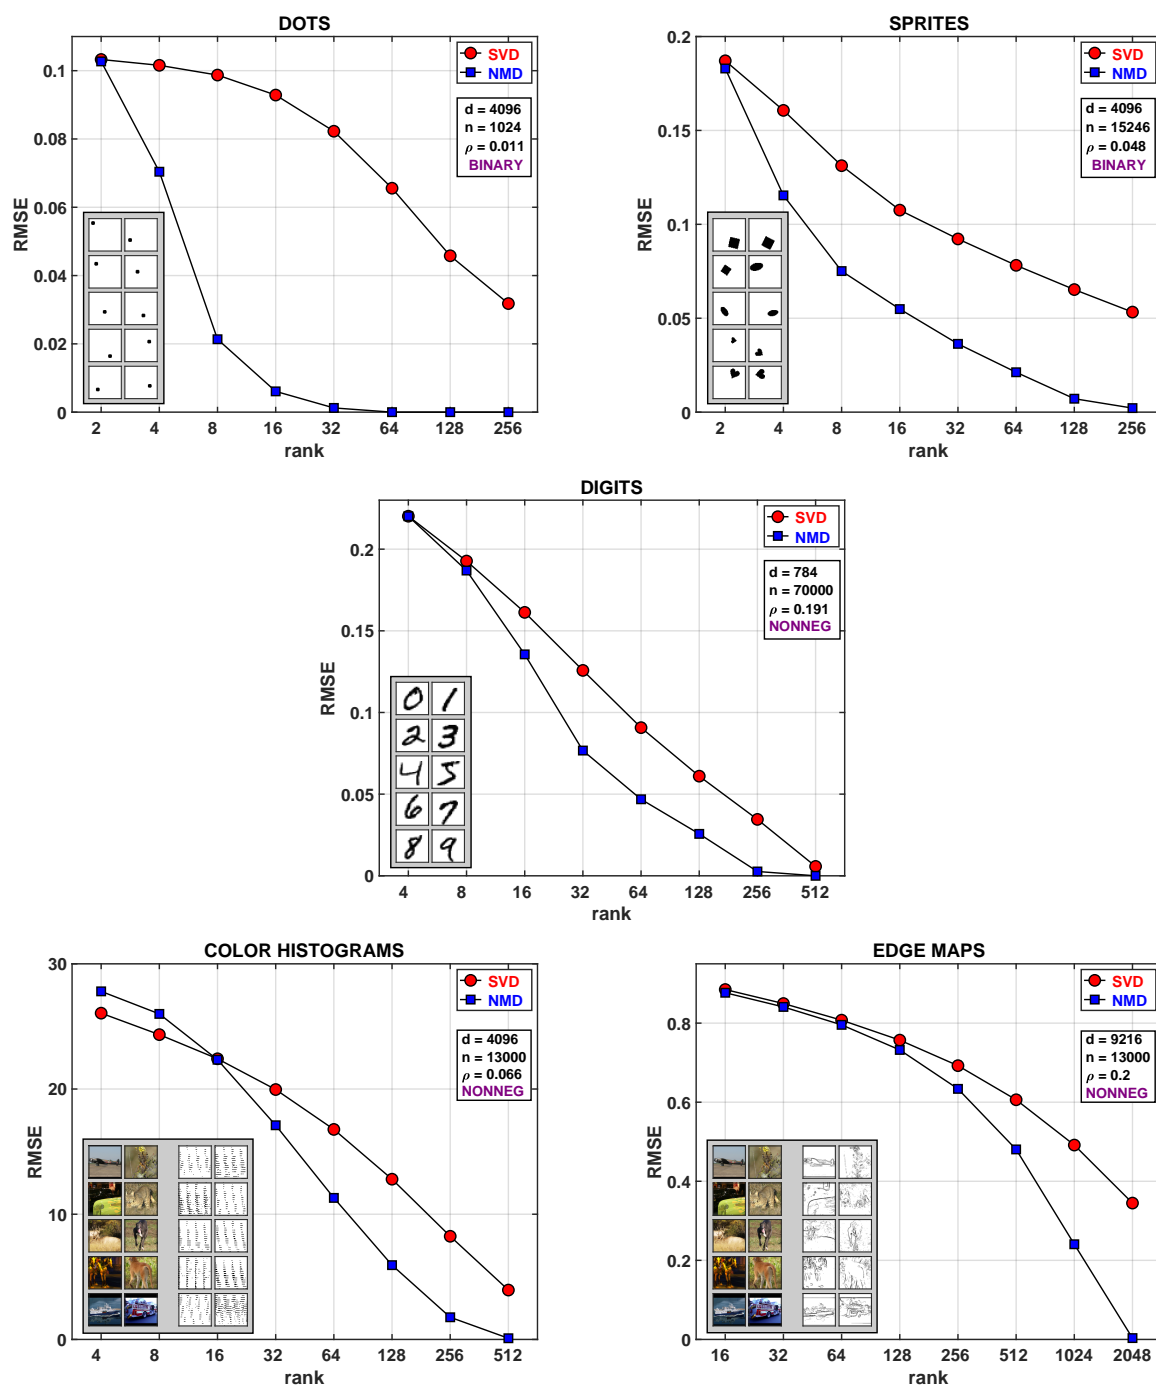 DOTS
SVD
NMD
d = 4096
n = 1024
ρ = 0.011
BINARY
RMSE
0.1
0.08
0.06
0.04
0.02
0
2 4 8 16 32 64 128 256
rank
SPRITES
SVD
NMD
d = 4096
n = 15246
ρ = 0.048
BINARY
RMSE
0.2
0.15
0.1
0.05
0
2 4 8 16 32 64 128 256
rank
DIGITS
SVD
NMD
d = 784
n = 70000
ρ = 0.191
NONNEG
RMSE
0.2
0.15
0.1
0.05
0
0 1
2 3
4 5
6 7
8 9
4 8 16 32 64 128 256 512
rank
COLOR HISTOGRAMS
SVD
NMD
d = 4096
n = 13000
ρ = 0.066
NONNEG
RMSE
30
20
10
0
4 8 16 32 64 128 256 512
rank
EDGE MAPS
SVD
NMD
d = 9216
n = 13000
ρ = 0.2
NONNEG
RMSE
0.8
0.6
0.4
0.2
0
16 32 64 128 256 512 1024 2048
rank